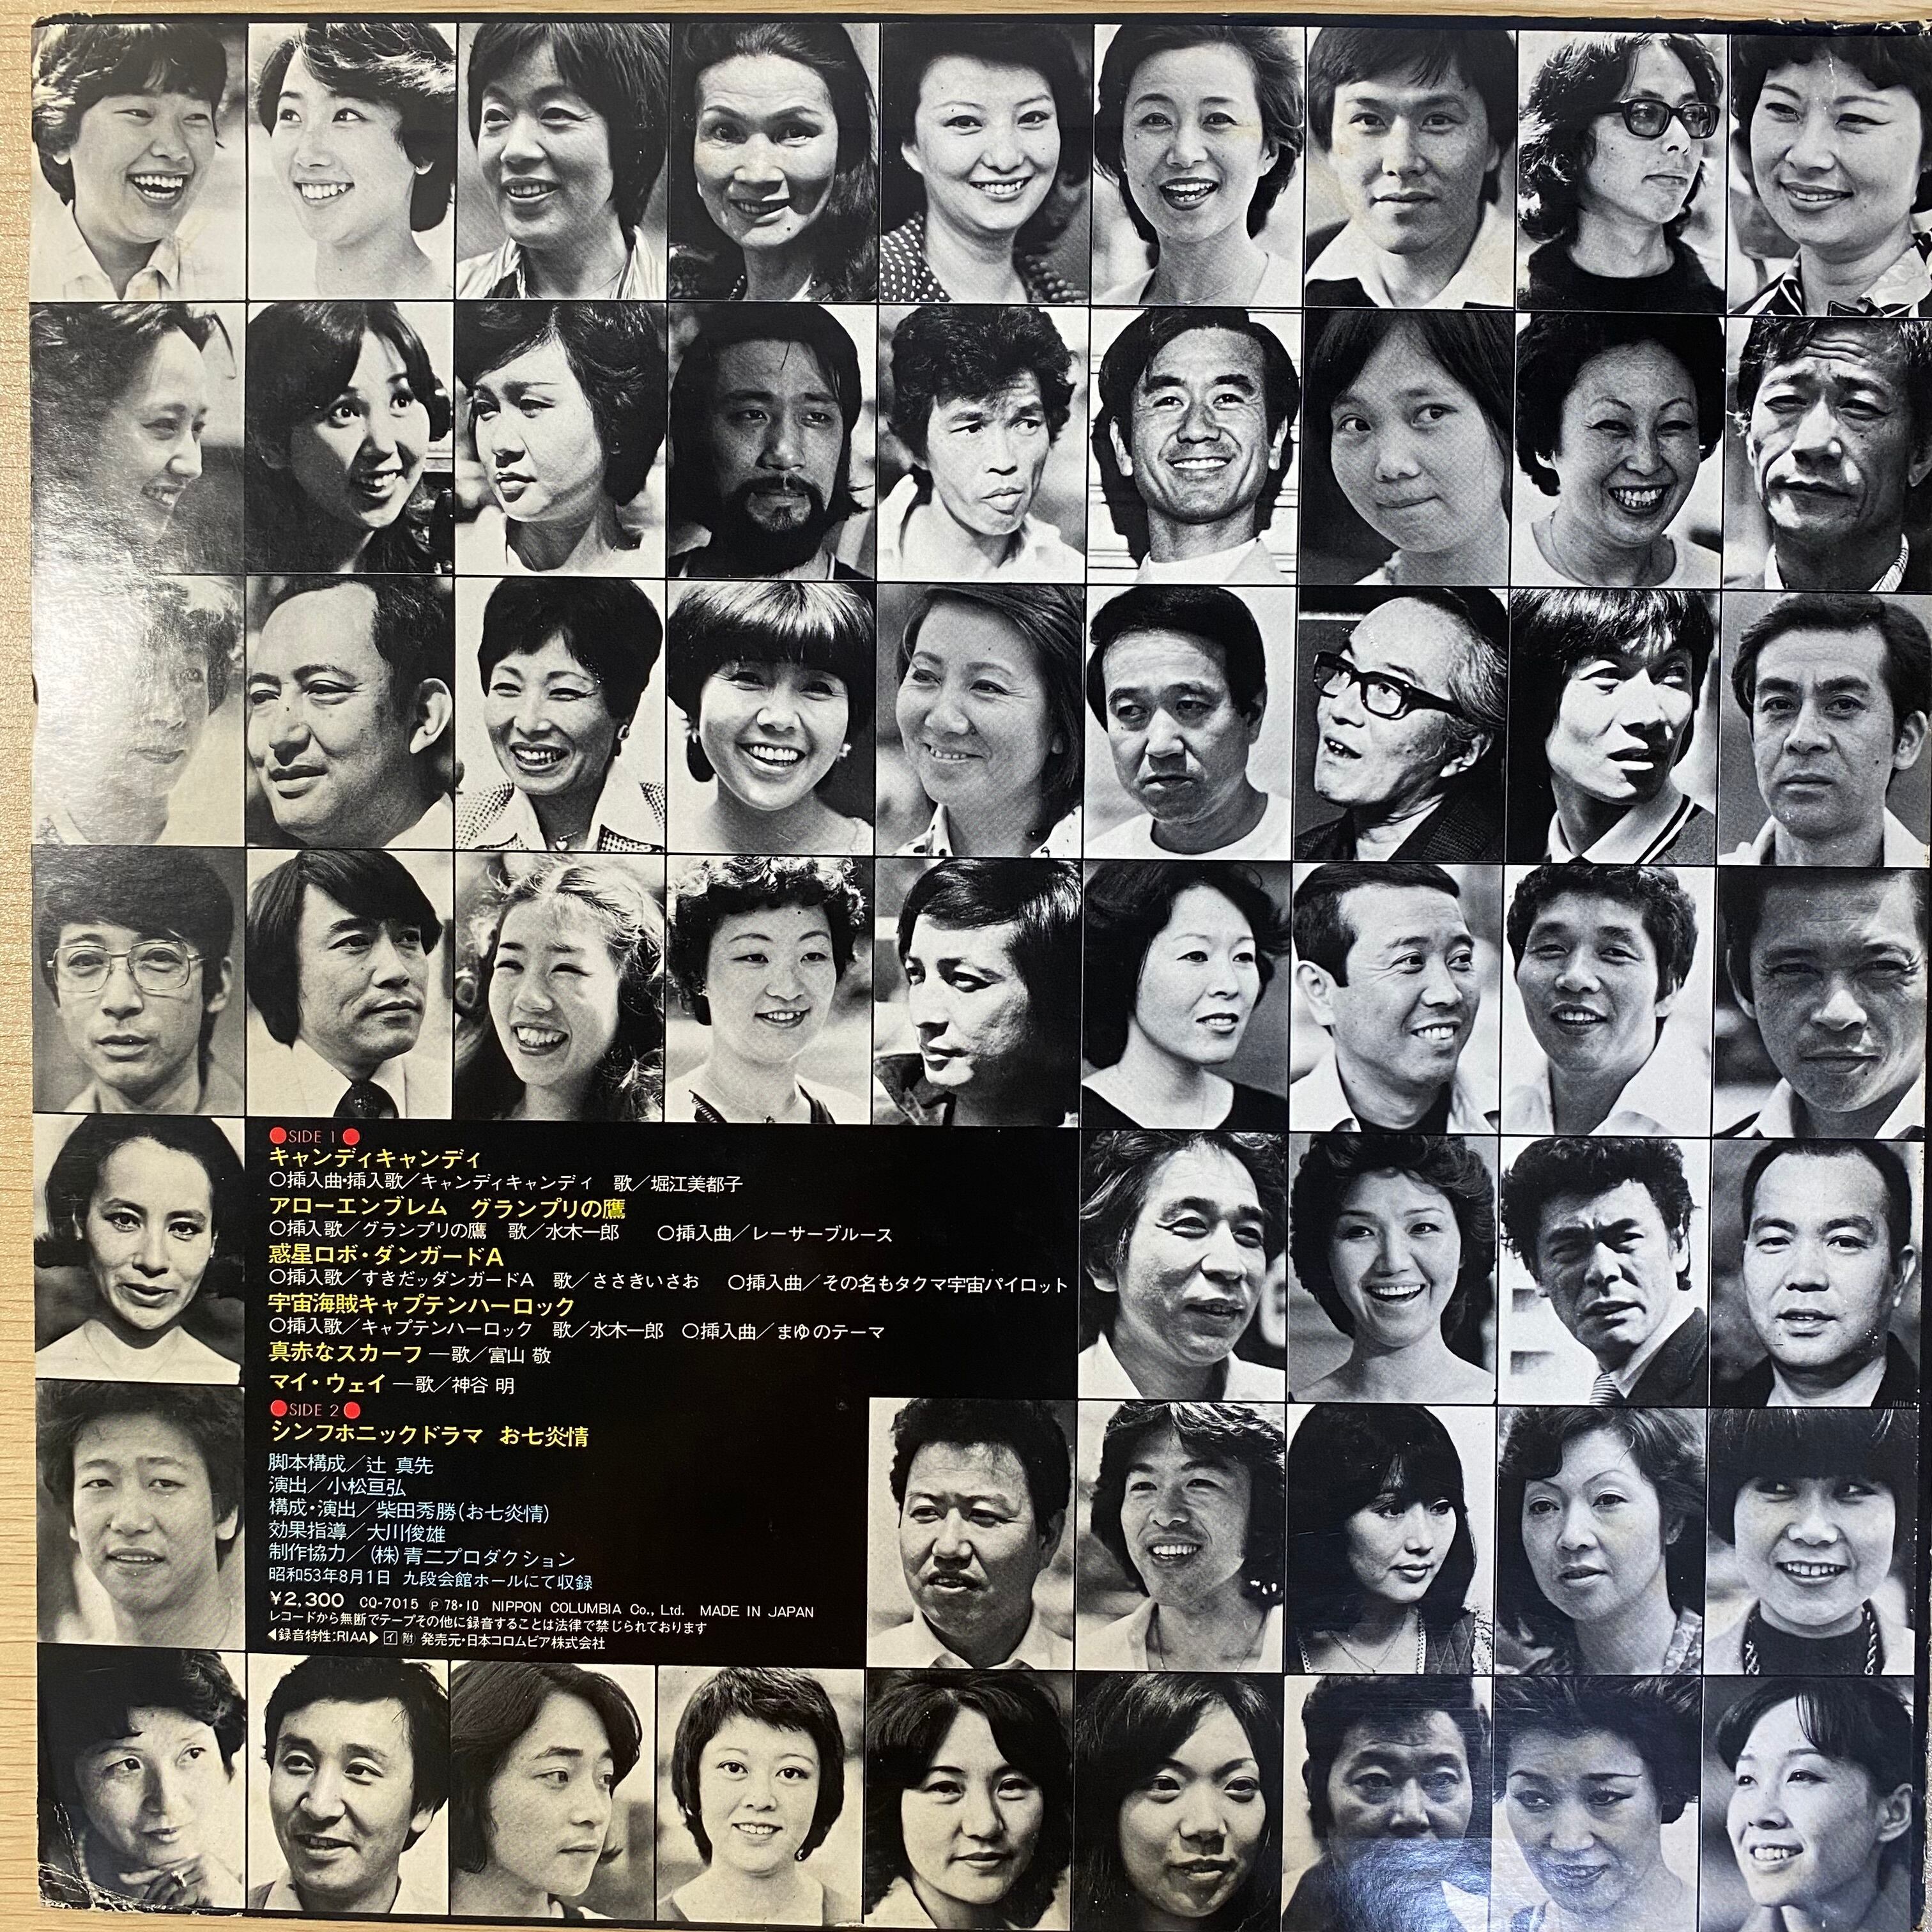 ●SIDE 1●
キャンディキャンディ
○挿入曲・挿入歌／キャンディキャンディ　歌／堀江美都子
アローエンブレム　グランプリの鷹
○挿入歌／グランプリの鷹　歌／水木一郎　○挿入曲／レーサーブルース
惑星ロボ・ダンガードA
○挿入歌／すきだッダンガードA　歌／ささきいさお　○挿入曲／その名もタクマ宇宙パイロット
宇宙海賊キャプテンハーロック
○挿入歌／キャプテンハーロック　歌／水木一郎　○挿入曲／まゆのテーマ
真赤なスカーフ ―歌／富山 敬
マイ・ウェイ ―歌／神谷 明
●SIDE 2●
シンフホニックドラマ　お七炎情
脚本構成／辻 真先
演出／小松亘弘
構成・演出／柴田秀勝(お七炎情)
効果指導／大川俊雄
制作協力／(株)青二プロダクション
昭和53年8月1日 九段会館ホールにて収録
¥2,300 CQ-7015 Ⓟ78・10 NIPPON COLUMBIA Co., Ltd. MADE IN JAPAN
レコードから無断でテープその他に録音することは法律で禁じられております
◀録音特性:RIAA▶ イ 附 発売元・日本コロムビア株式会社